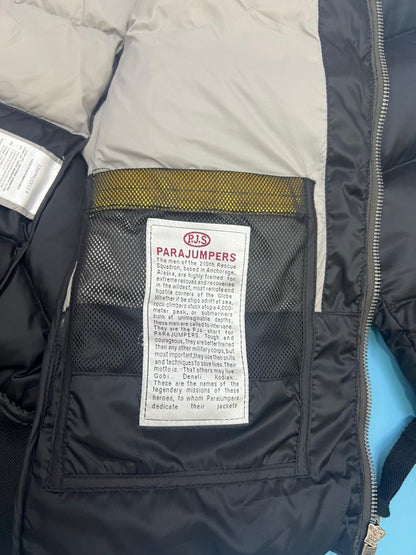 P.J.S
PARAJUMPERS
The men of the 210th Rescue
Squadron, based in Anchorage,
Alaska, are highly trained for
extreme rescues and recoveries
in the wildest, most remote and
hostile corners of the Globe.
Whether it be ships adrift at sea,
rock climbers stuck atop a 4,000-
mater peak, or submariners
sunk at unimaginable depths,
these men are called to intervene.
They are the PJs - short for
PARAJUMPERS. Tough and
courageous, they are better trained
than any other military corps, but
most important, they use their skills
and techniques to save lives. Their
motto is " That others may live"
Gobi... Denali Kodiak...
These are the names of the
legendary missions of these
heroes, to whom Parajumpers
dedicate their jackets